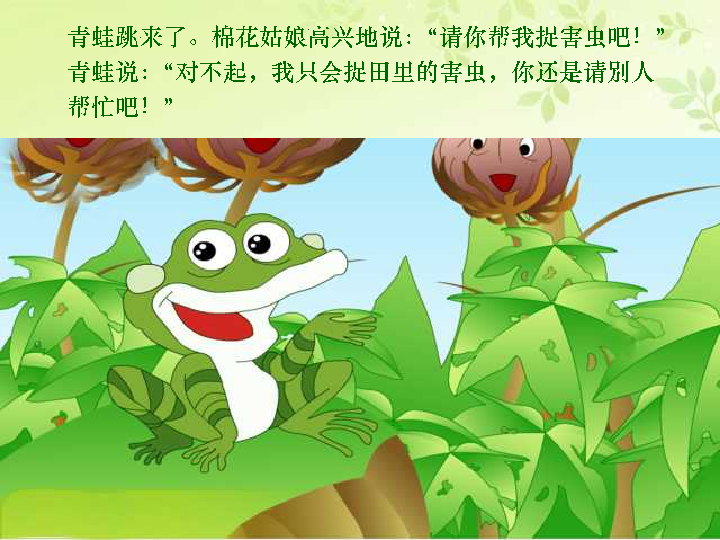 青蛙跳来了。棉花姑娘高兴地说：“请你帮我捉害虫吧！”
青蛙说：“对不起，我只会捉田里的害虫，你还是请别人
帮忙吧！”